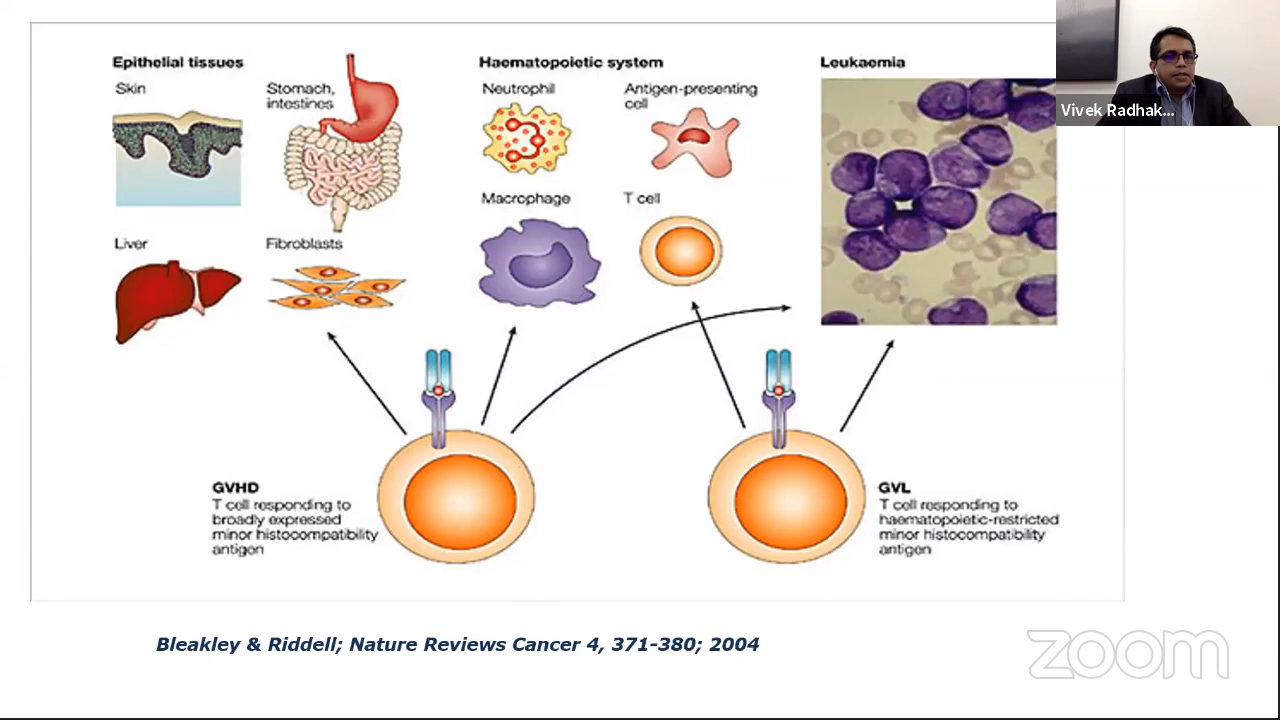 Epithelial tissues
Skin
Stomach,
intestines
Liver
Fibroblasts
Haematopoietic system
Neutrophil
Antigen-presenting
cell
Macrophage
T cell
Leukaemia
Vivek Radhak...
GVHD
T cell responding to
broadly expressed
minor histocompatibility
antigen
GVL
T cell responding to
haematopoietic-restricted
minor histocompatibility
antigen
Bleakley & Riddell; Nature Reviews Cancer 4, 371-380; 2004
zoom